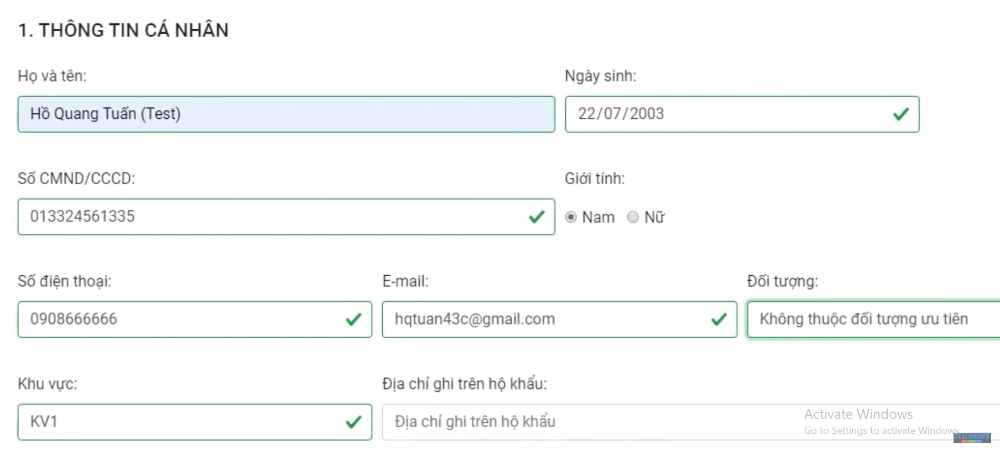 1. THÔNG TIN CÁ NHÂN
Họ và tên:
Ngày sinh:
Hồ Quang Tuấn (Test)
22/07/2003
Số CMND/CCCD:
Giới tính:
013324561335
Nam
Nữ
Số điện thoại:
E-mail:
Đối tượng:
0908666666
hqtuan43c@gmail.com
Không thuộc đối tượng ưu tiên
Khu vực:
Địa chỉ ghi trên hộ khẩu:
KV1
Địa chỉ ghi trên hộ khẩu
Activate Windows
Go to Settings to activate Windows.
TLU NEWS